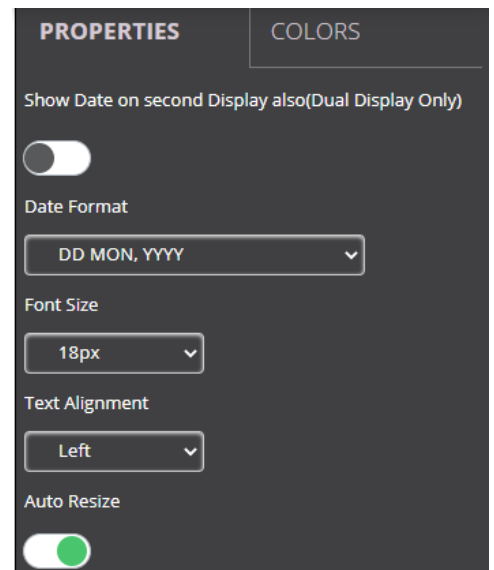 PROPERTIES COLORS
Show Date on second Display also(Dual Display Only)
Date Format
DD MON, YYYY
Font Size
18px
Text Alignment
Left
Auto Resize